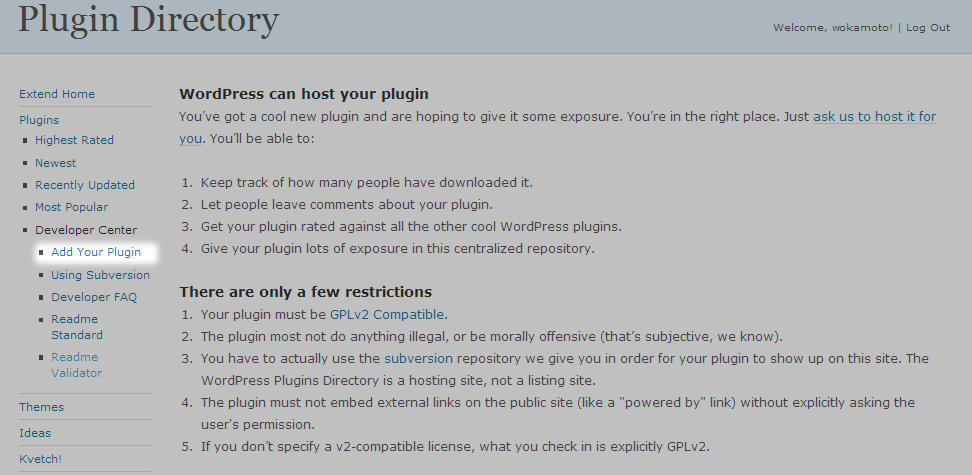 Plugin Directory
Welcome, wokamoto! | Log Out
Extend Home
Plugins
Highest Rated
Newest
Recently Updated
Most Popular
Developer Center
Add Your Plugin
Using Subversion
Developer FAQ
Readme
Standard
Readme
Validator
Themes
Ideas
Kvetch!
WordPress can host your plugin
You’ve got a cool new plugin and are hoping to give it some exposure. You’re in the right place. Just ask us to host it for
you. You’ll be able to:
1. Keep track of how many people have downloaded it.
2. Let people leave comments about your plugin.
3. Get your plugin rated against all the other cool WordPress plugins.
4. Give your plugin lots of exposure in this centralized repository.
There are only a few restrictions
1. Your plugin must be GPLv2 Compatible.
2. The plugin most not do anything illegal, or be morally offensive (that’s subjective, we know).
3. You have to actually use the subversion repository we give you in order for your plugin to show up on this site. The
WordPress Plugins Directory is a hosting site, not a listing site.
4. The plugin must not embed external links on the public site (like a "powered by" link) without explicitly asking the
user's permission.
5. If you don’t specify a v2-compatible license, what you check in is explicitly GPLv2.